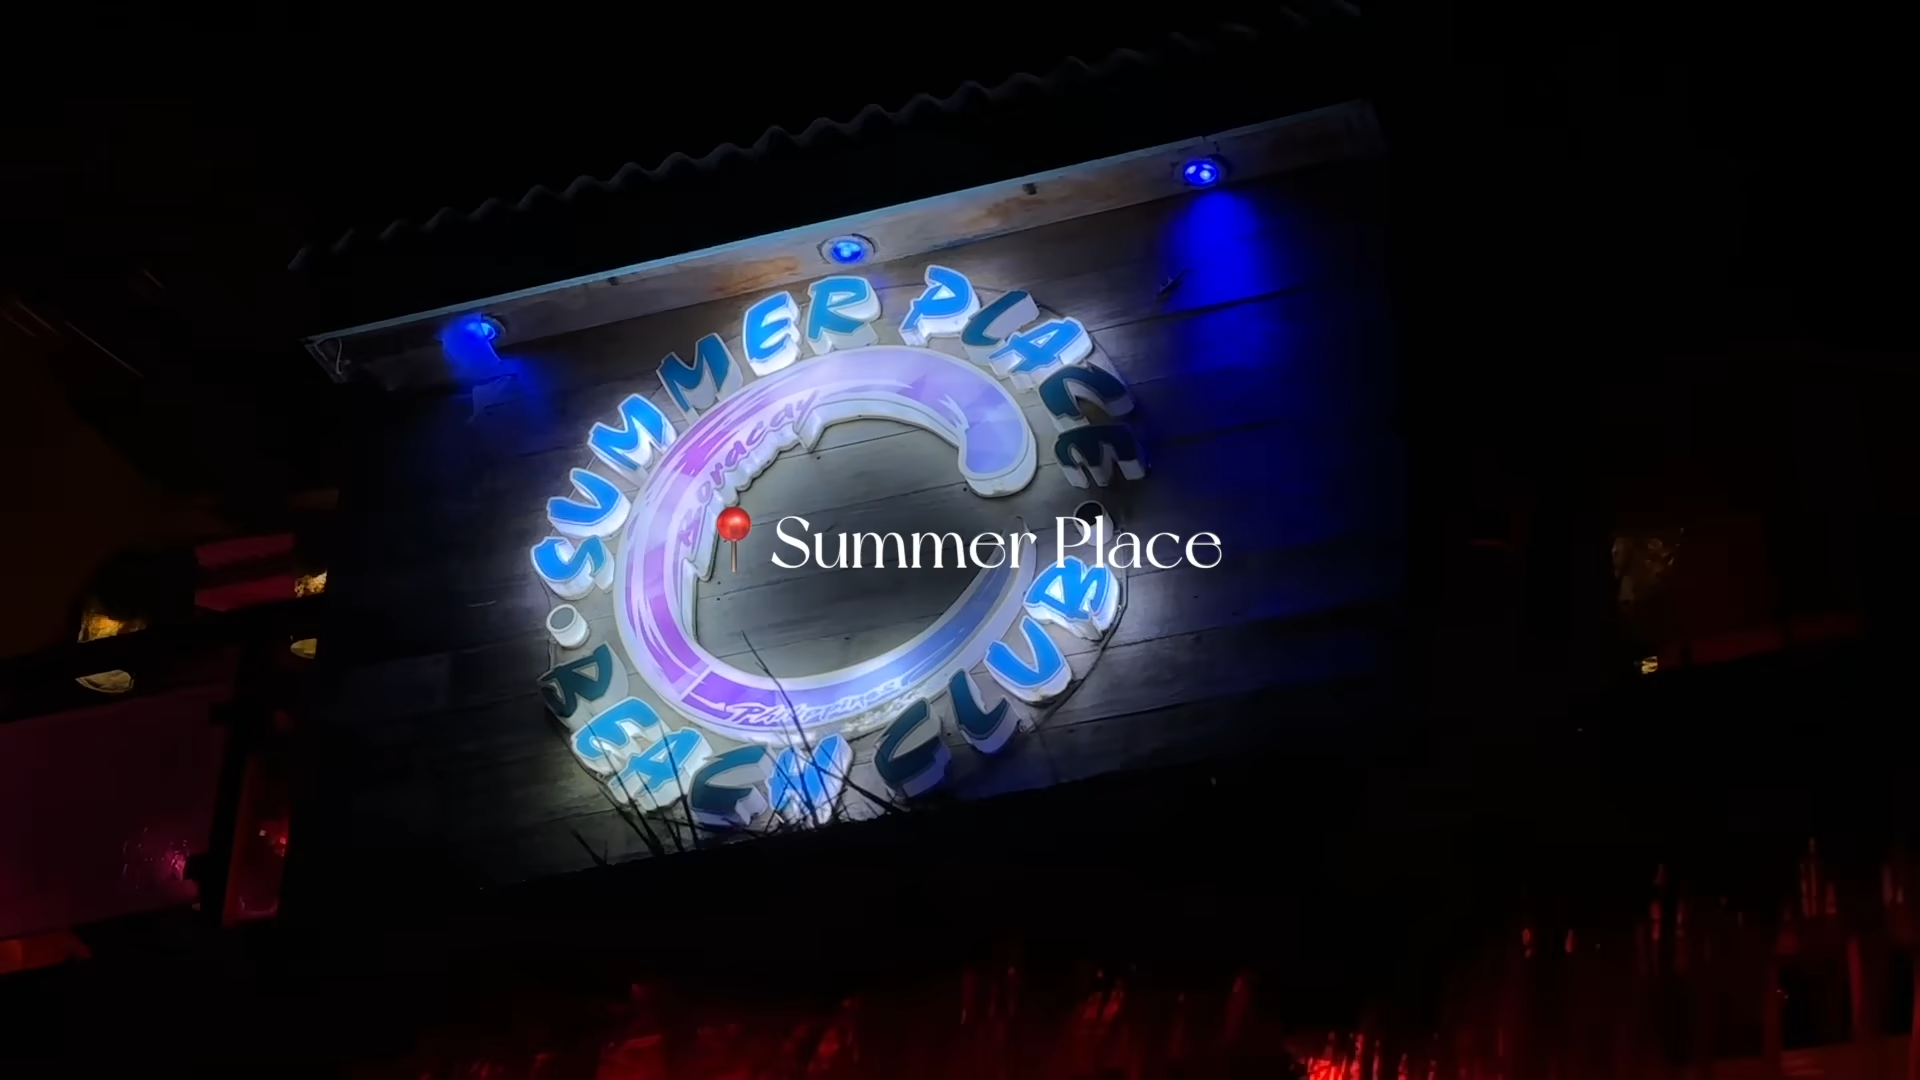 SUMMER PLACE
Boracay
📍 Summer Place
PHILIPPINES
BEACH CLUB